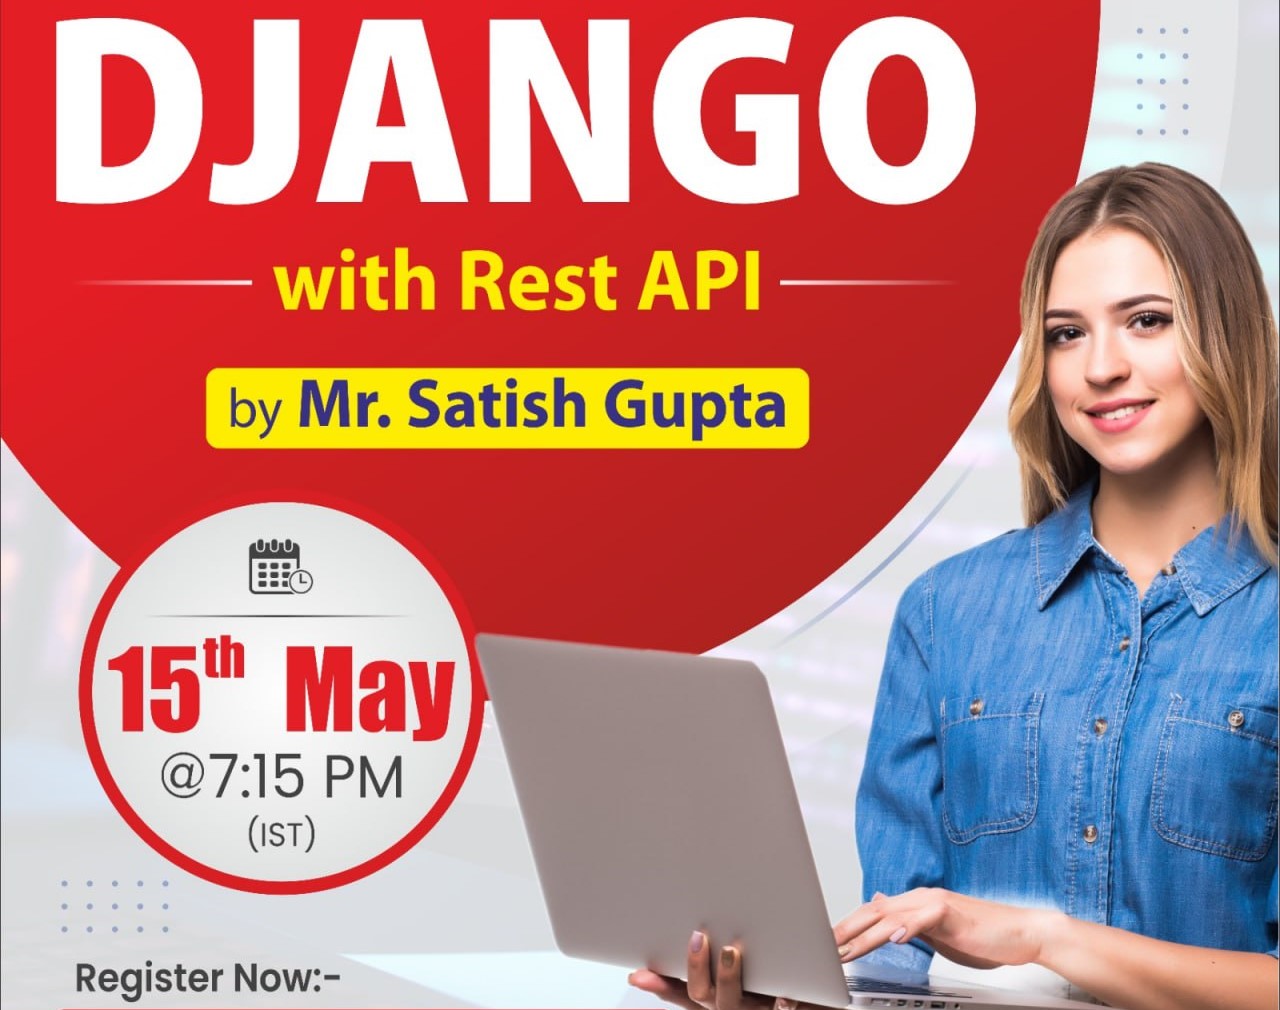 DJANGO
with Rest API
by Mr. Satish Gupta
15th May
@7:15 PM
(IST)
Register Now:-